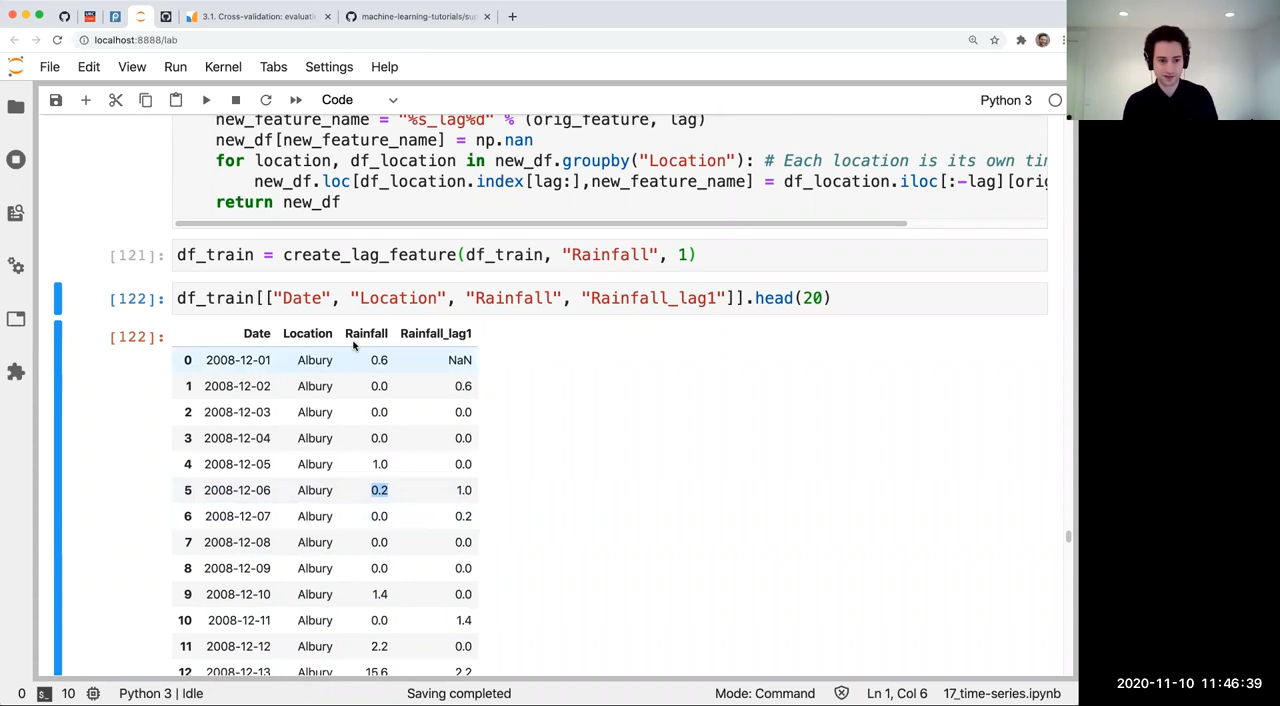 3.1. Cross-validation: evaluati
machine-learning-tutorials/su
localhost:8888/lab
File Edit View Run Kernel Tabs Settings Help
Code
Python 3
new_feature_name = "%s_lag%d" % (orig_feature, lag)
new_df[new_feature_name] = np.nan
for location, df_location in new_df.groupby("Location"): # Each location is its own tim
new_df.loc[df_location.index[lag:],new_feature_name] = df_location.iloc[:-lag][orig
return new_df
[121]: df_train = create_lag_feature(df_train, "Rainfall", 1)
[122]: df_train[["Date", "Location", "Rainfall", "Rainfall_lag1"]].head(20)
[122]: Date Location Rainfall Rainfall_lag1
0 2008-12-01 Albury 0.6 NaN
1 2008-12-02 Albury 0.0 0.6
2 2008-12-03 Albury 0.0 0.0
3 2008-12-04 Albury 0.0 0.0
4 2008-12-05 Albury 1.0 0.0
5 2008-12-06 Albury 0.2 1.0
6 2008-12-07 Albury 0.0 0.2
7 2008-12-08 Albury 0.0 0.0
8 2008-12-09 Albury 0.0 0.0
9 2008-12-10 Albury 1.4 0.0
10 2008-12-11 Albury 0.0 1.4
11 2008-12-12 Albury 2.2 0.0
12 2008-12-13 Albury 15.6 2.2
0 10 Python 3 | Idle Saving completed Mode: Command Ln 1, Col 6 17_time-series.ipynb
2020-11-10 11:46:39